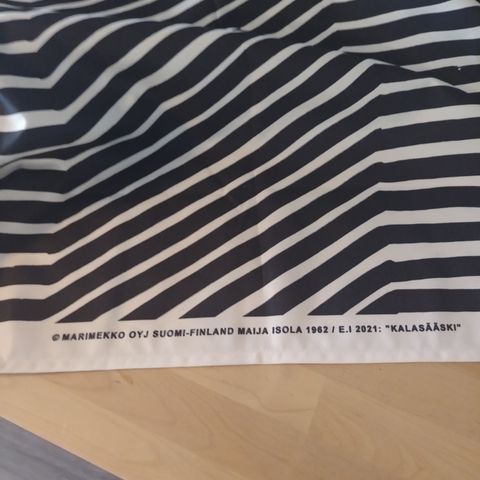 © MARIMEKKO OYJ SUOMI-FINLAND MAIJA ISOLA 1962 / E.I 2021: "KALASÄÄSKI"